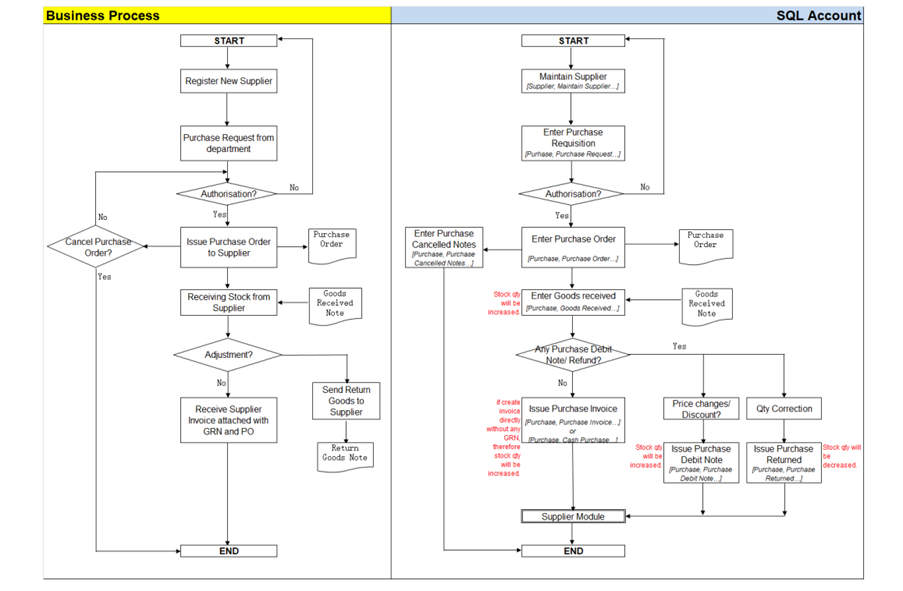 Business Process
SQL Account
START
Register New Supplier
Purchase Request from
department
Authorisation?
No
Yes
No
Cancel Purchase
Order?
Yes
Issue Purchase Order
to Supplier
Purchase
Order
Receiving Stock from
Supplier
Goods
Received
Note
Adjustment?
No
Send Return
Goods to
Supplier
Receive Supplier
Invoice attached with
GRN and PO
Return
Goods Note
END
START
Maintain Supplier
[Supplier, Maintain Supplier...]
Enter Purchase
Requisition
[Purhase, Purchase Request...]
Authorisation?
No
Yes
Enter Purchase
Cancelled Notes
[Purchase, Purchase
Cancelled Notes...]
Enter Purchase Order
[Purchase, Purchase Order...]
Purchase
Order
Stock qty
will be
increased.
Enter Goods received
[Purchase, Goods Received...]
Goods
Received
Note
Any Purchase Debit
Note/ Refund?
Yes
No
if create
invoice
directly
without any
GRN,
therefore
stock qty
will be
increased.
Issue Purchase Invoice
[Purchase, Purchase Invoice...]
or
[Purchase, Cash Purchase...]
Price changes/
Discount?
Qty Correction
Stock qty
will be
increased.
Issue Purchase
Debit Note
[Purchase, Purchase
Debit Note...]
Issue Purchase
Returned
[Purchase, Purchase
Returned...]
Stock qty will
be
decreased.
Supplier Module
END